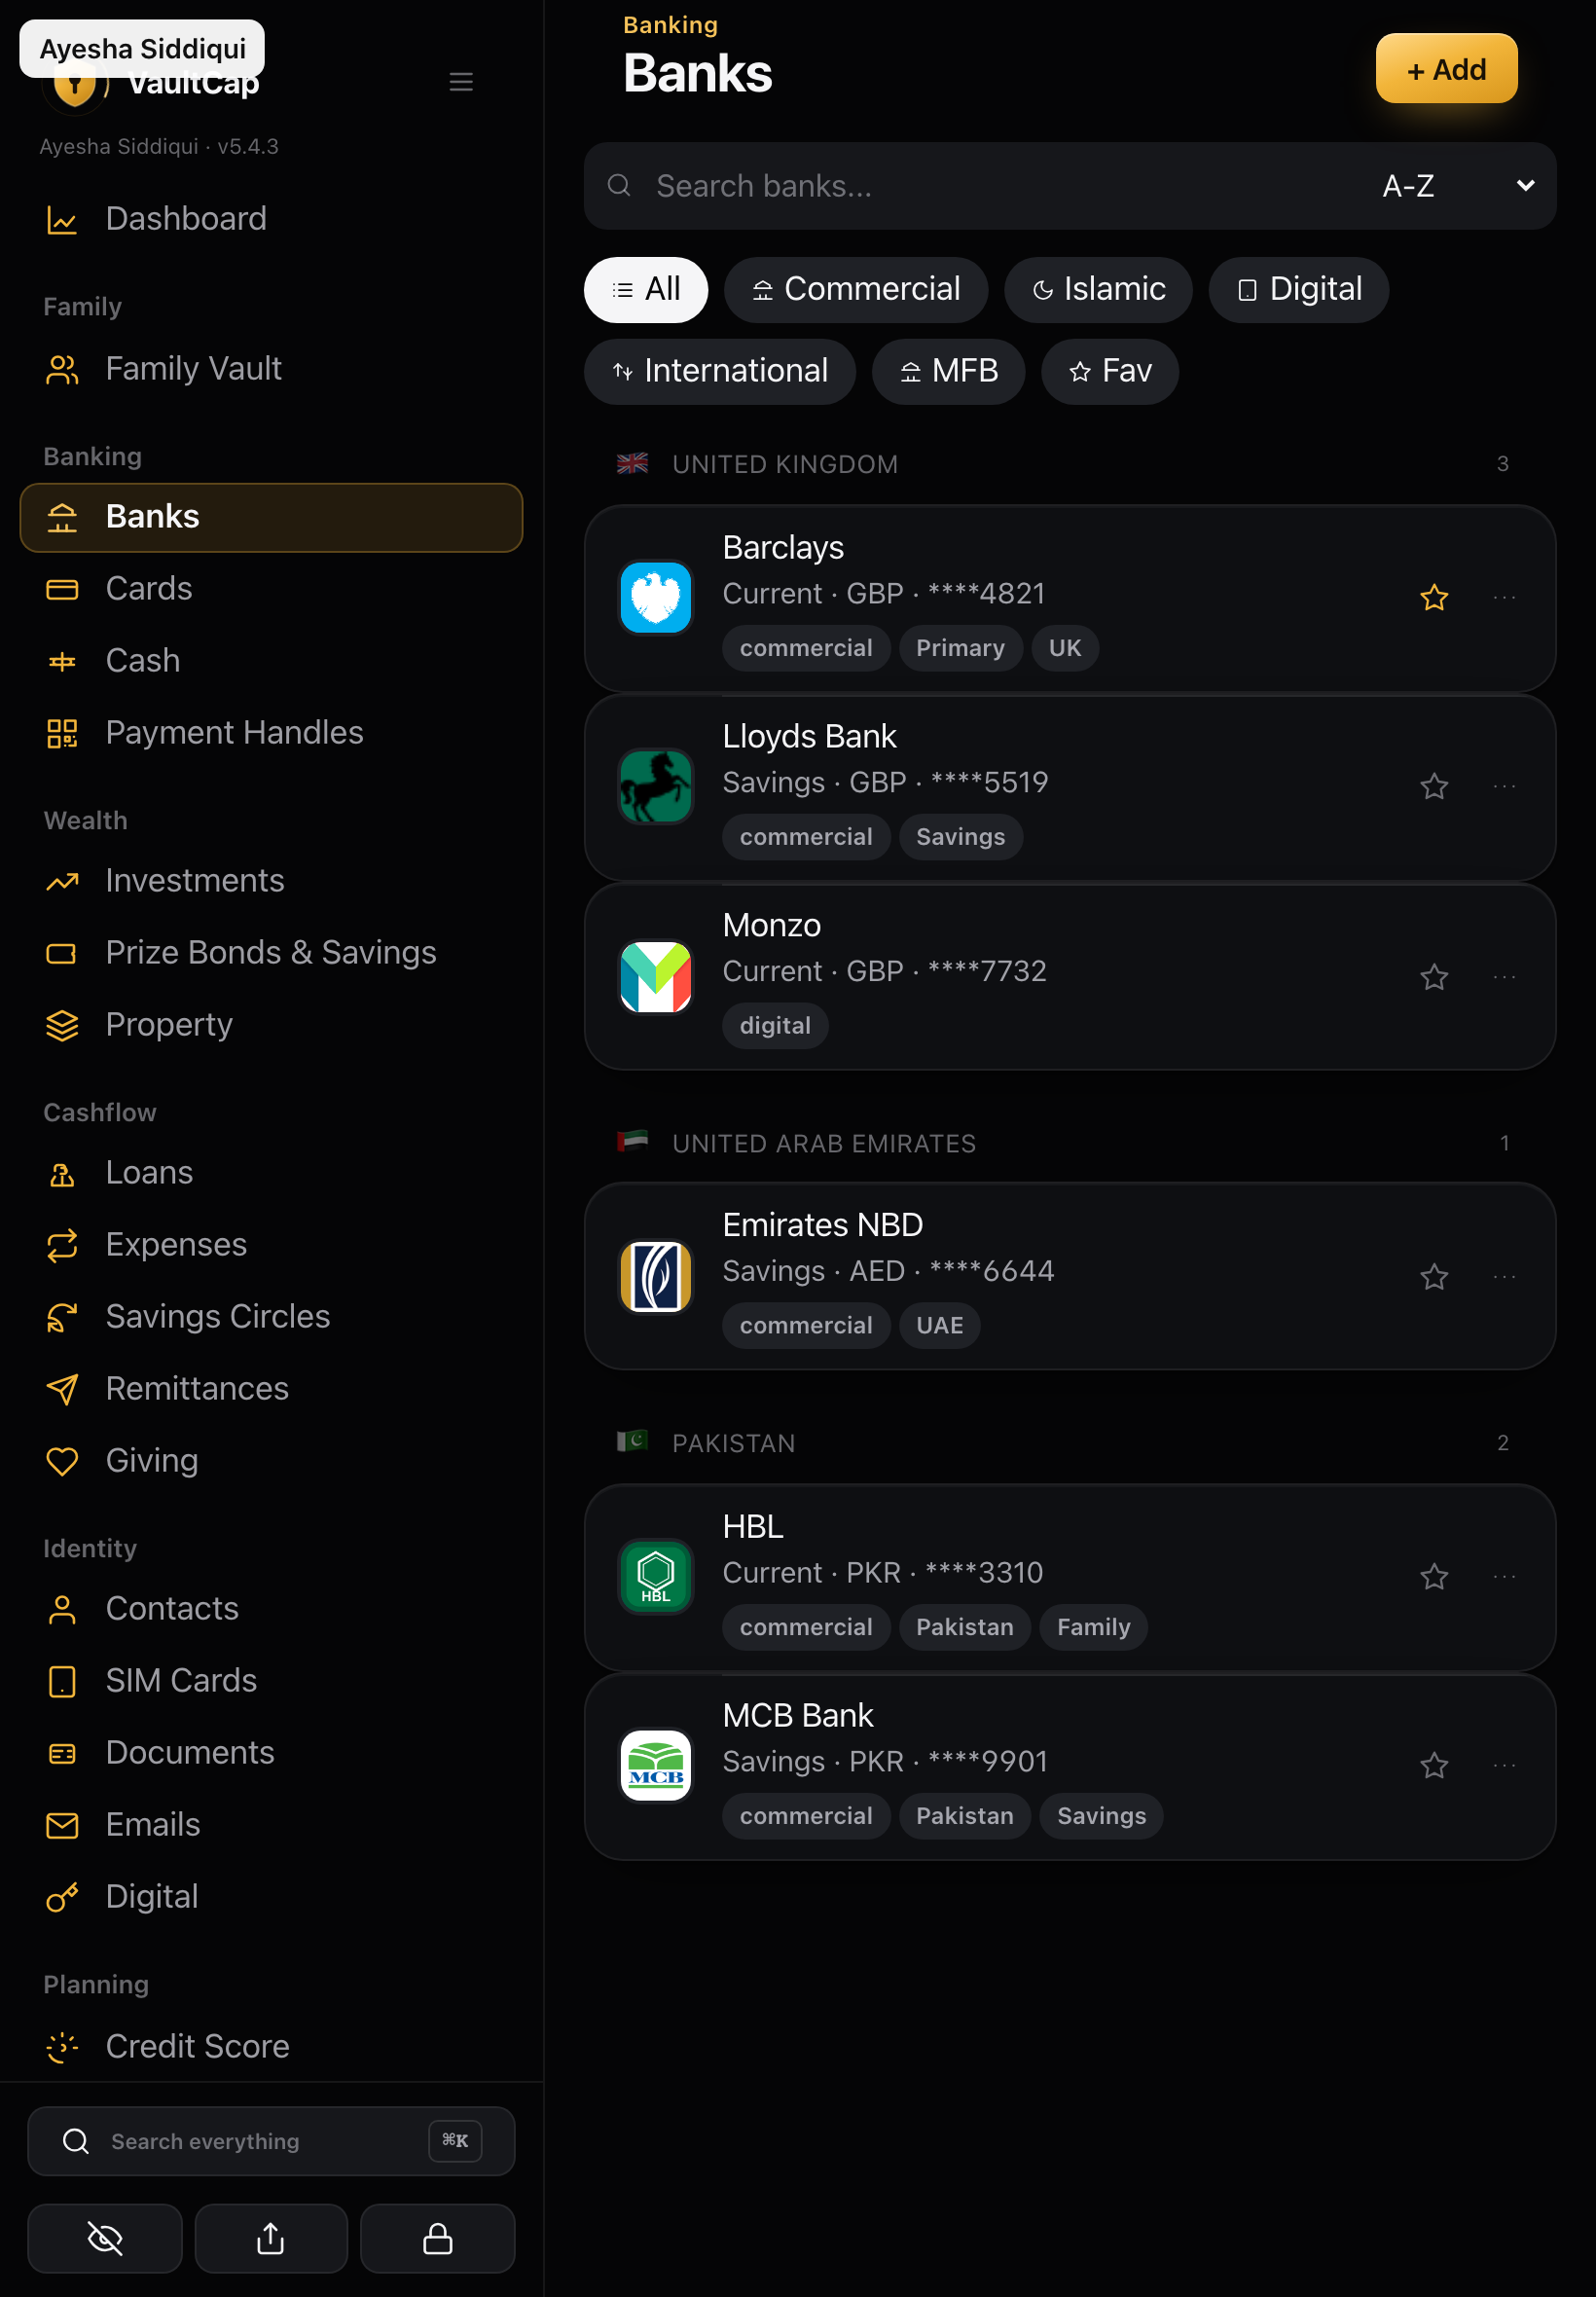 Ayesha Siddiqui
VaultCap
Ayesha Siddiqui · v5.4.3
Dashboard
Family
Family Vault
Banking
Banks
Cards
Cash
Payment Handles
Wealth
Investments
Prize Bonds & Savings
Property
Cashflow
Loans
Expenses
Savings Circles
Remittances
Giving
Identity
Contacts
SIM Cards
Documents
Emails
Digital
Planning
Credit Score
Search everything ⌘K
Banking
Banks
+ Add
Search banks... A-Z
All Commercial Islamic Digital
International MFB Fav
UNITED KINGDOM 3
Barclays
Current · GBP · ****4821
commercial Primary UK
Lloyds Bank
Savings · GBP · ****5519
commercial Savings
Monzo
Current · GBP · ****7732
digital
UNITED ARAB EMIRATES 1
Emirates NBD
Savings · AED · ****6644
commercial UAE
PAKISTAN 2
HBL
HBL
Current · PKR · ****3310
commercial Pakistan Family
MCB
MCB Bank
Savings · PKR · ****9901
commercial Pakistan Savings